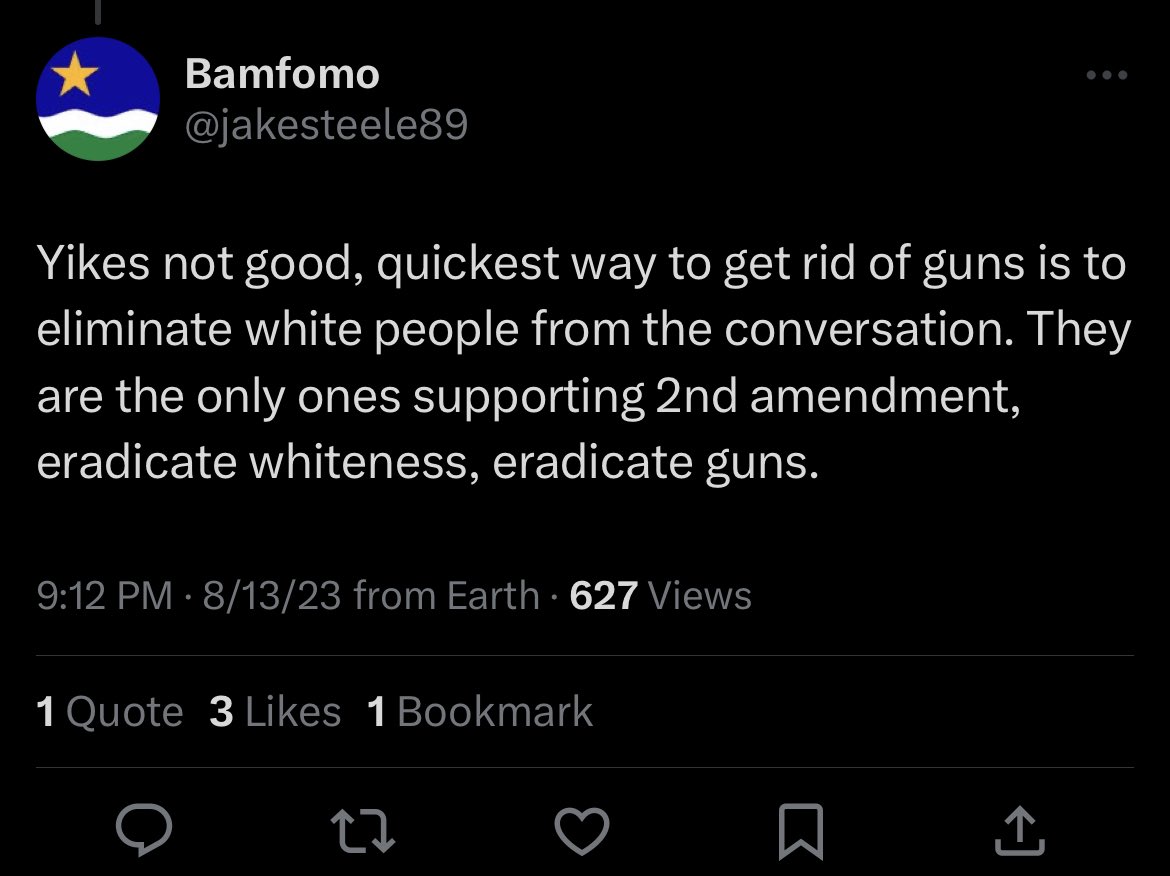 Bamfomo
@jakesteele89
Yikes not good, quickest way to get rid of guns is to
eliminate white people from the conversation. They
are the only ones supporting 2nd amendment,
eradicate whiteness, eradicate guns.
9:12 PM · 8/13/23 from Earth · 627 Views
1 Quote 3 Likes 1 Bookmark